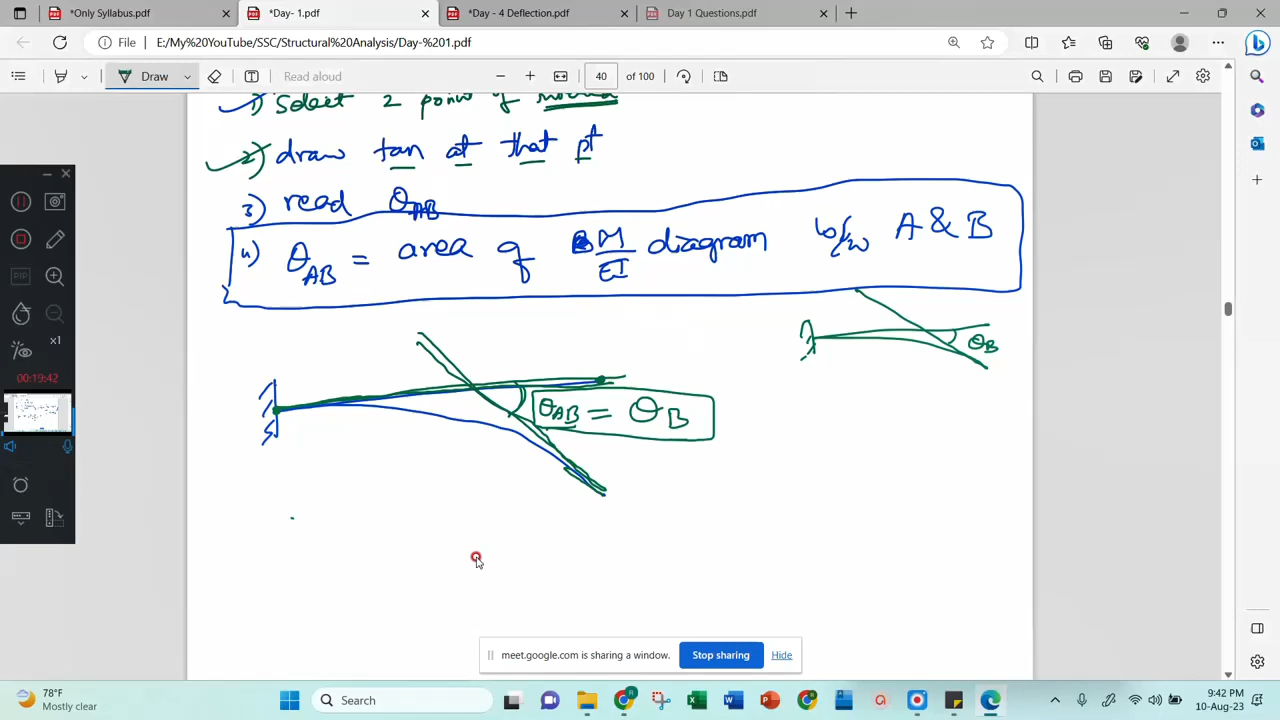 *Only Syllabus.pdf
*Day- 1.pdf
*Day - 4 Deflection.pdf
Day 1 Questions.pdf
File
E:/My%20YouTube/SSC/Structural%20Analysis/Day-%201.pdf
Draw
Read aloud
40 of 100
1) Select 2 point of
2) draw tan at that pt
3) read θAB
4) θAB = area of M/EI diagram b/w A & B
θB
θAB = θB
PIP
x1
00:19:42
meet.google.com is sharing a window.
Stop sharing
Hide
78°F
Mostly clear
Search
9:42 PM
10-Aug-23